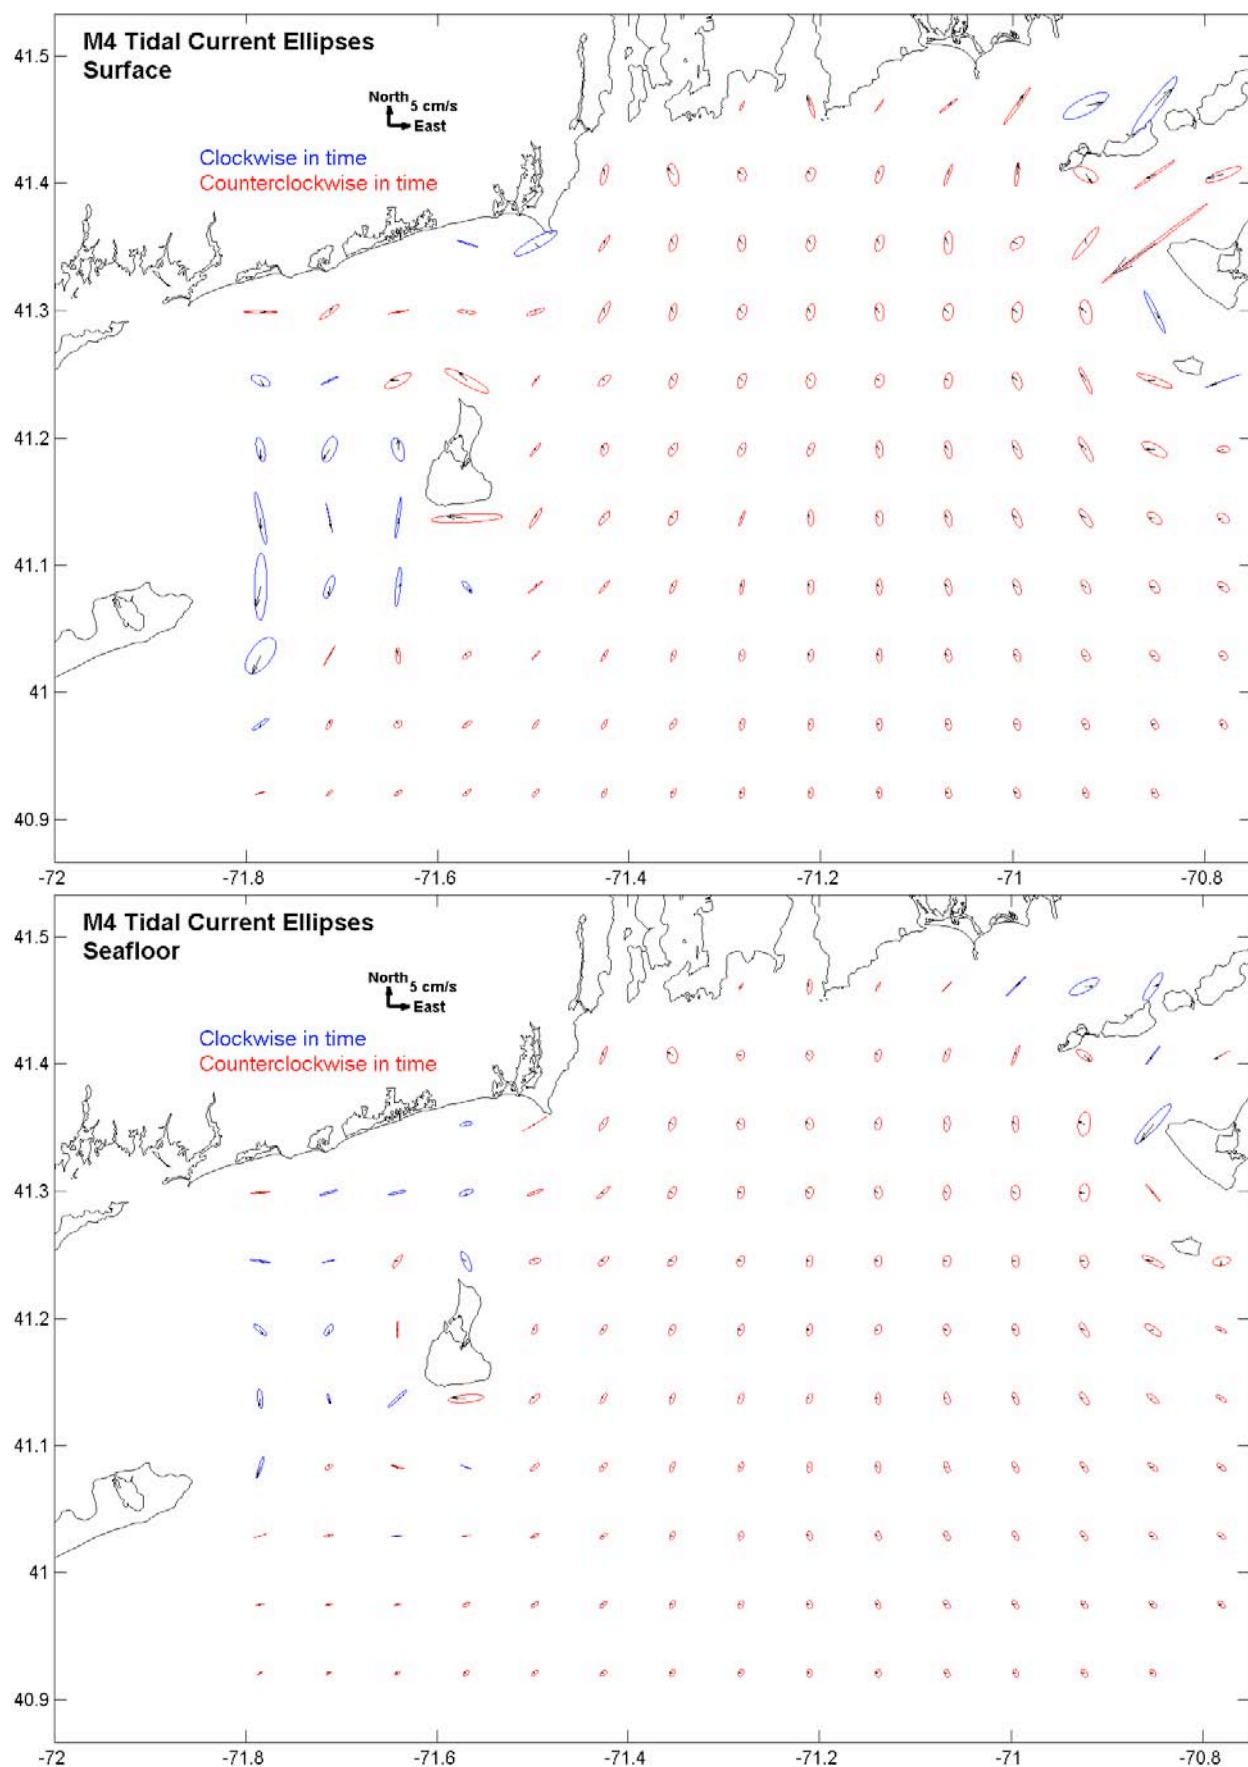 M4 Tidal Current Ellipses
Surface
North 5 cm/s
East
Clockwise in time
Counterclockwise in time
41.5
41.4
41.3
41.2
41.1
41
40.9
-72 -71.8 -71.6 -71.4 -71.2 -71 -70.8
M4 Tidal Current Ellipses
Seafloor
North 5 cm/s
East
Clockwise in time
Counterclockwise in time
41.5
41.4
41.3
41.2
41.1
41
40.9
-72 -71.8 -71.6 -71.4 -71.2 -71 -70.8